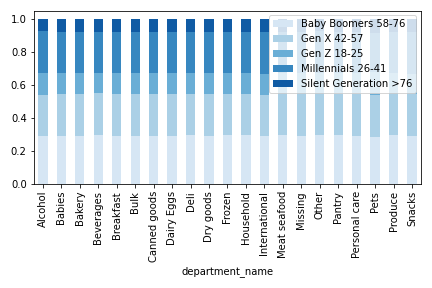 1.0
0.8
0.6
0.4
0.2
0.0
Baby Boomers 58-76
Gen X 42-57
Gen Z 18-25
Millennials 26-41
Silent Generation >76
Alcohol
Babies
Bakery
Beverages
Breakfast
Bulk
Canned goods
Dairy Eggs
Deli
Dry goods
Frozen
Household
International
Meat seafood
Missing
Other
Pantry
Personal care
Pets
Produce
Snacks
department_name